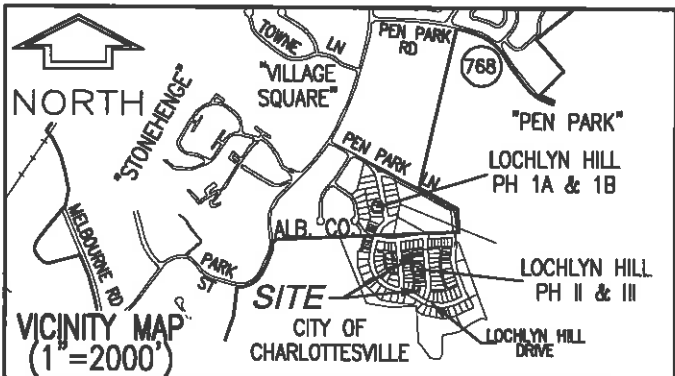 NORTH
TOWNE LN
PEN PARK
RD
768
"VILLAGE
SQUARE"
"STONEHENGE"
"PEN PARK"
PEN PARK LN
LOCHLYN HILL
PH 1A & 1B
MELBOURNE RD
ALB. CO.
PARK
ST
SITE
LOCHLYN HILL
PH II & III
CITY OF
CHARLOTTESVILLE
LOCHLYN HILL
DRIVE
VICINITY MAP
(1"=2000')